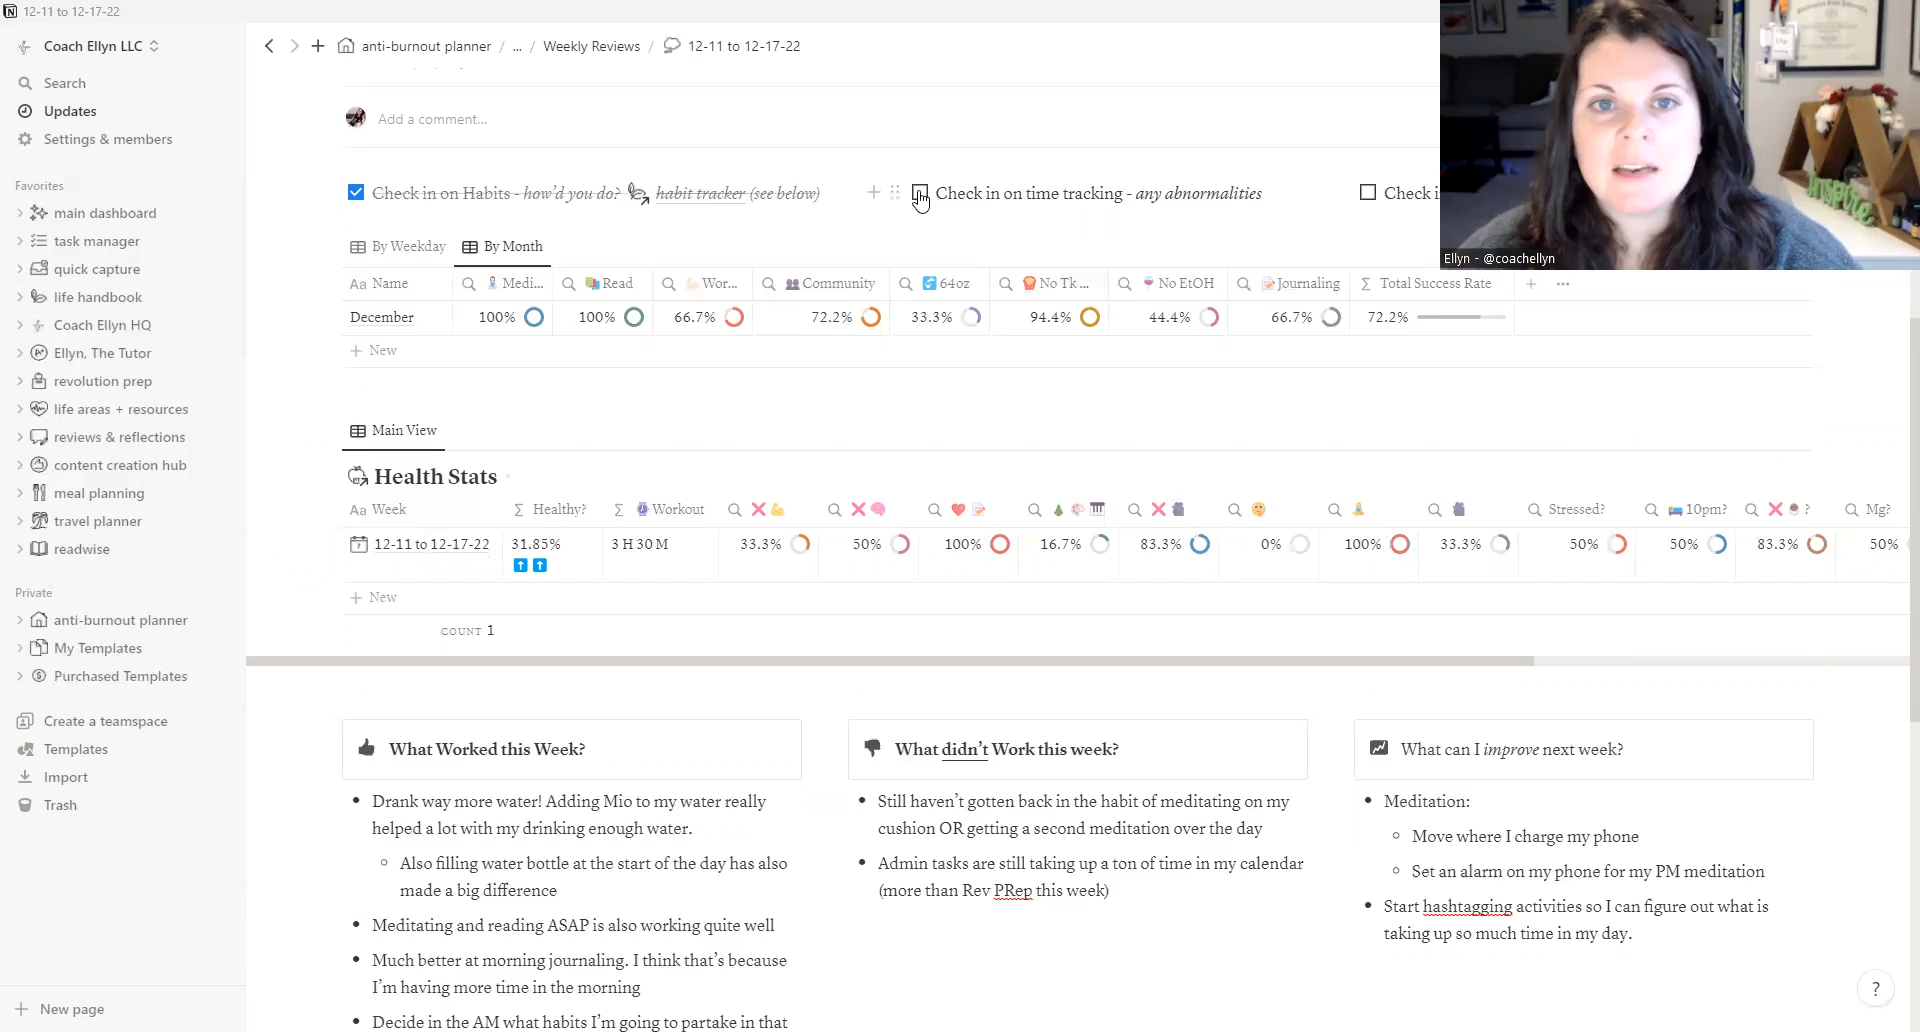 12-11 to 12-17-22
Coach Ellyn LLC
Search
Updates
Settings & members
Favorites
main dashboard
task manager
quick capture
life handbook
Coach Ellyn HQ
Ellyn, The Tutor
revolution prep
life areas + resources
reviews & reflections
content creation hub
meal planning
travel planner
readwise
Private
anti-burnout planner
My Templates
Purchased Templates
Create a teamspace
Templates
Import
Trash
New page
anti-burnout planner / ... / Weekly Reviews / 12-11 to 12-17-22
Add a comment...
Check in on Habits - how'd you do? habit tracker (see below)
Check in on time tracking - any abnormalities
Check i
Ellyn - @coachellyn
inspire
By Weekday By Month
Aa Name Medi... Read Wor... Community 64oz No Tk ... No EtOH Journaling Σ Total Success Rate
December 100% 100% 66.7% 72.2% 33.3% 94.4% 44.4% 66.7% 72.2%
New
Main View
Health Stats
Aa Week Σ Healthy? Σ Workout Stressed? 10pm? ? Mg?
12-11 to 12-17-22 31.85% 3 H 30 M 33.3% 50% 100% 16.7% 83.3% 0% 100% 33.3% 50% 50% 83.3% 50%
New
COUNT 1
What Worked this Week?
Drank way more water! Adding Mio to my water really
helped a lot with my drinking enough water.
Also filling water bottle at the start of the day has also
made a big difference
Meditating and reading ASAP is also working quite well
Much better at morning journaling. I think that's because
I'm having more time in the morning
Decide in the AM what habits I'm going to partake in that
What didn't Work this week?
Still haven't gotten back in the habit of meditating on my
cushion OR getting a second meditation over the day
Admin tasks are still taking up a ton of time in my calendar
(more than Rev PRep this week)
What can I improve next week?
Meditation:
Move where I charge my phone
Set an alarm on my phone for my PM meditation
Start hashtagging activities so I can figure out what is
taking up so much time in my day.
?